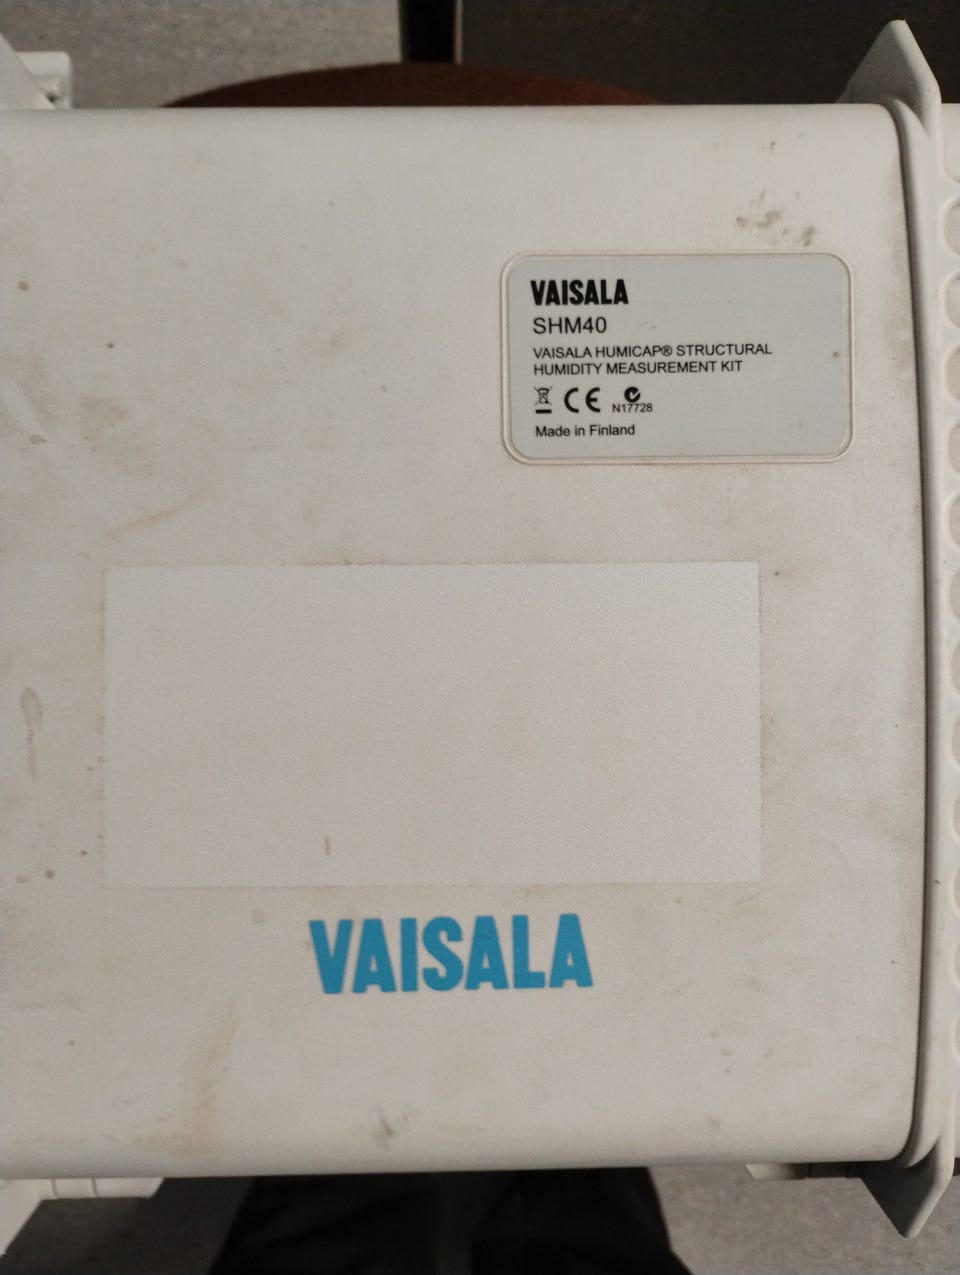 VAISALA
SHM40
VAISALA HUMICAP® STRUCTURAL
HUMIDITY MEASUREMENT KIT
CE N17728
Made in Finland
VAISALA